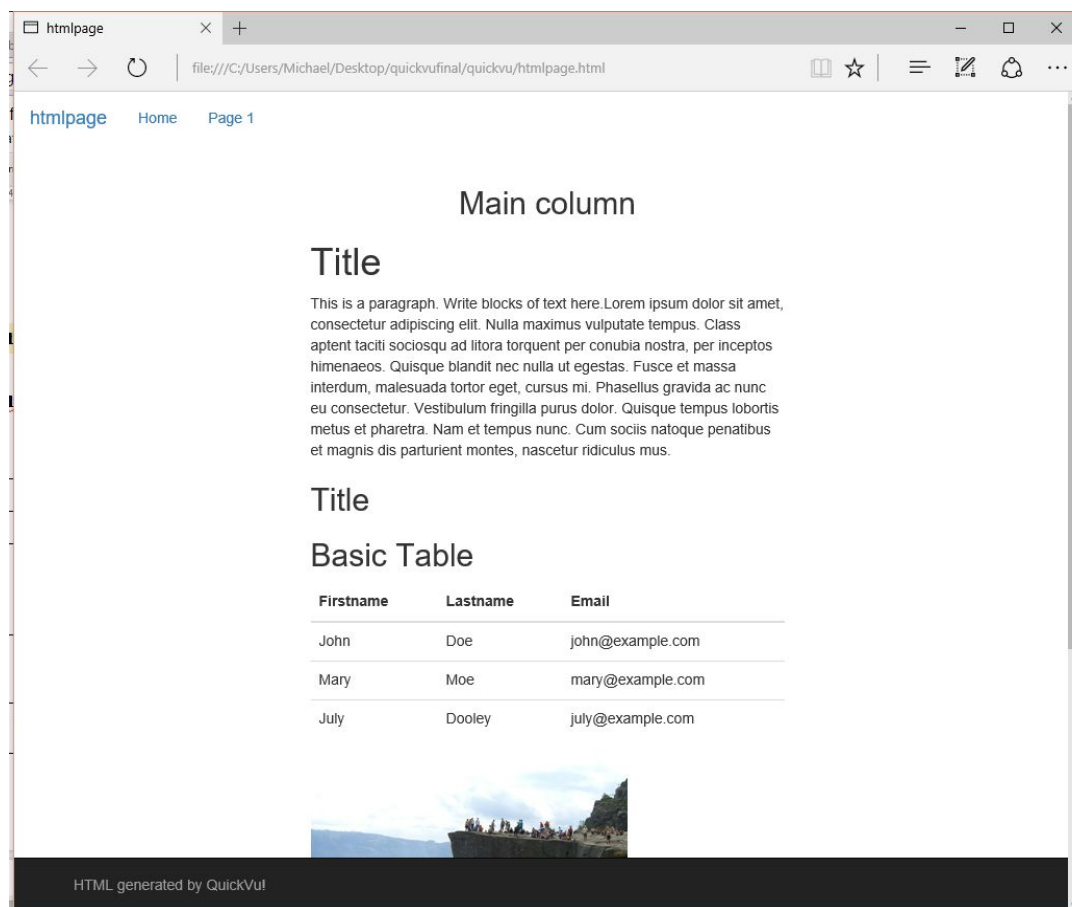 htmlpage
file:///C:/Users/Michael/Desktop/quickvufinal/quickvu/htmlpage.html
htmlpage Home Page 1
Main column
Title
This is a paragraph. Write blocks of text here.Lorem ipsum dolor sit amet,
consectetur adipiscing elit. Nulla maximus vulputate tempus. Class
aptent taciti sociosqu ad litora torquent per conubia nostra, per inceptos
himenaeos. Quisque blandit nec nulla ut egestas. Fusce et massa
interdum, malesuada tortor eget, cursus mi. Phasellus gravida ac nunc
eu consectetur. Vestibulum fringilla purus dolor. Quisque tempus lobortis
metus et pharetra. Nam et tempus nunc. Cum sociis natoque penatibus
et magnis dis parturient montes, nascetur ridiculus mus.
Title
Basic Table
Firstname Lastname Email
John Doe john@example.com
Mary Moe mary@example.com
July Dooley july@example.com
HTML generated by QuickVu!